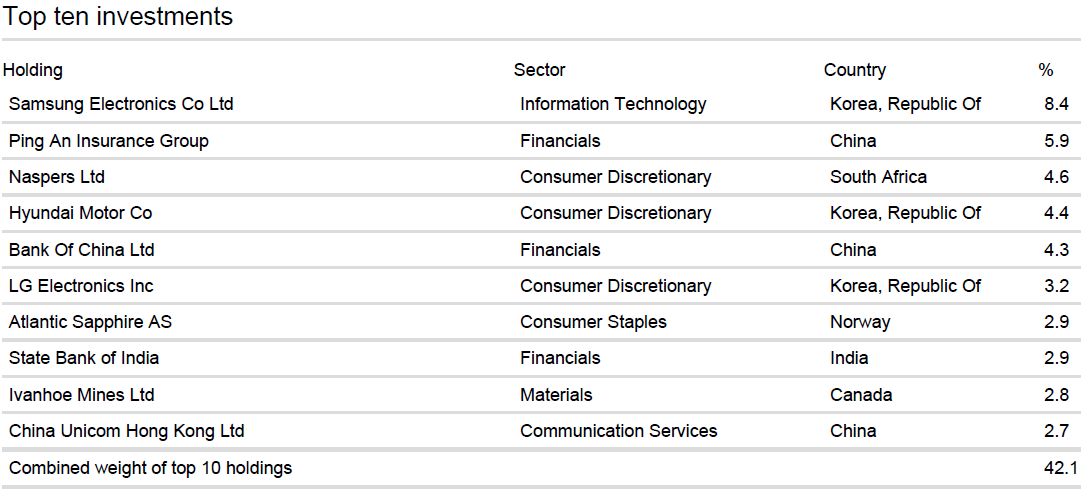 Top ten investments
Holding Sector Country %
Samsung Electronics Co Ltd Information Technology Korea, Republic Of 8.4
Ping An Insurance Group Financials China 5.9
Naspers Ltd Consumer Discretionary South Africa 4.6
Hyundai Motor Co Consumer Discretionary Korea, Republic Of 4.4
Bank Of China Ltd Financials China 4.3
LG Electronics Inc Consumer Discretionary Korea, Republic Of 3.2
Atlantic Sapphire AS Consumer Staples Norway 2.9
State Bank of India Financials India 2.9
Ivanhoe Mines Ltd Materials Canada 2.8
China Unicom Hong Kong Ltd Communication Services China 2.7
Combined weight of top 10 holdings 42.1